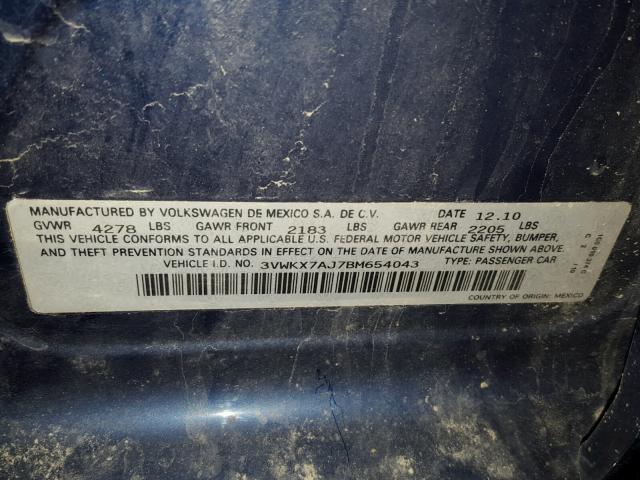 MANUFACTURED BY VOLKSWAGEN DE MEXICO S.A. DE C.V. DATE 12.10
GVWR 4278 LBS GAWR FRONT 2183 LBS GAWR REAR 2205 LBS
THIS VEHICLE CONFORMS TO ALL APPLICABLE U.S. FEDERAL MOTOR VEHICLE SAFETY, BUMPER,
AND THEFT PREVENTION STANDARDS IN EFFECT ON THE DATE OF MANUFACTURE SHOWN ABOVE.
VEHICLE I.D. NO. 3VWKX7AJ7BM654043 TYPE: PASSENGER CAR
COUNTRY OF ORIGIN: MEXICO